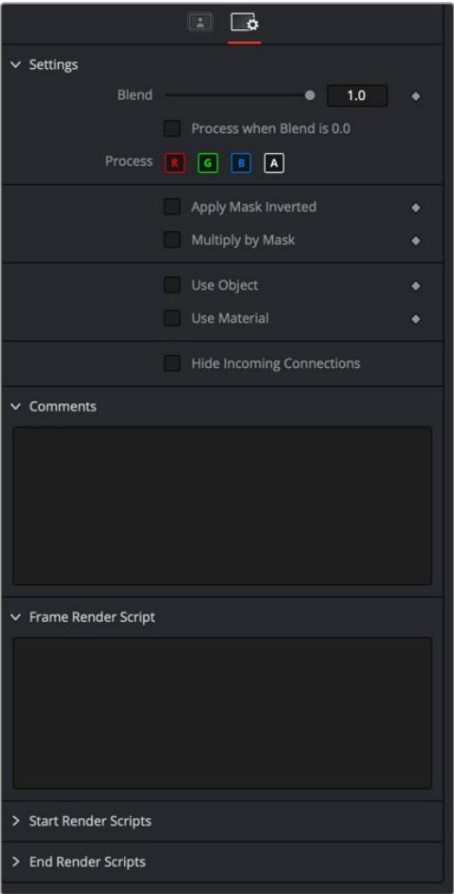 Settings
Blend 1.0
Process when Blend is 0.0
Process R G B A
Apply Mask Inverted
Multiply by Mask
Use Object
Use Material
Hide Incoming Connections
Comments
Frame Render Script
Start Render Scripts
End Render Scripts